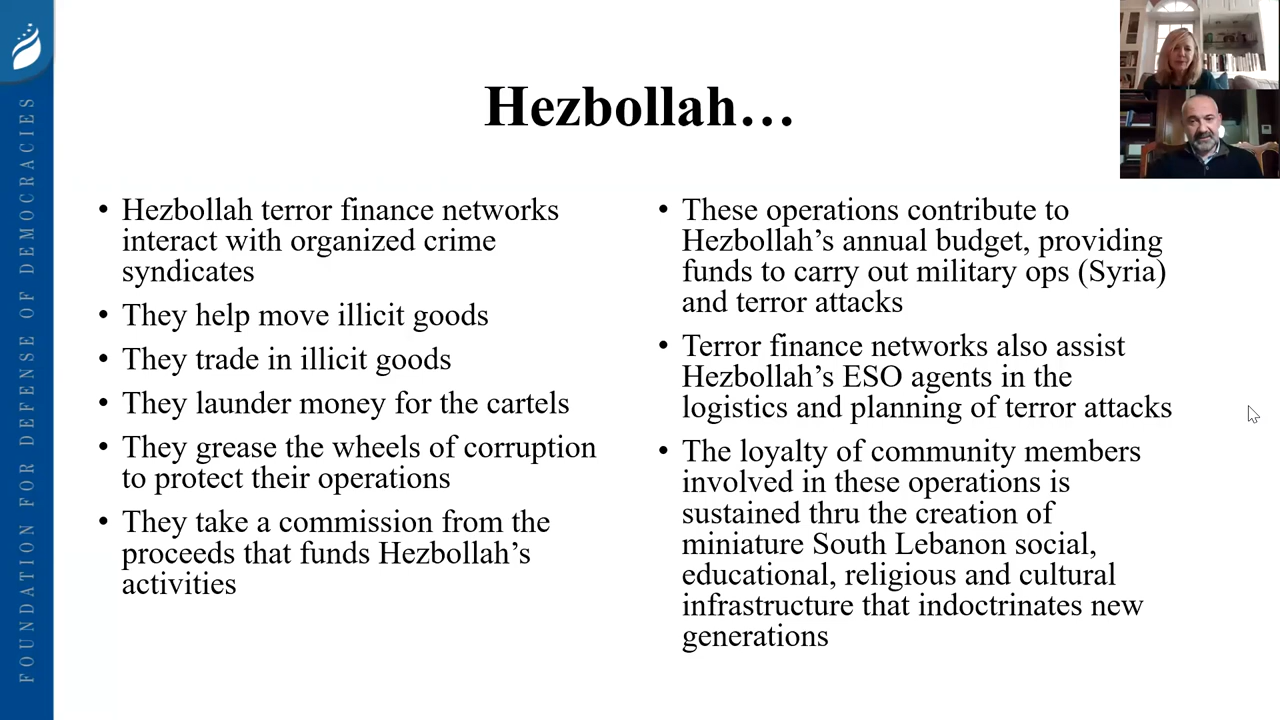 FOUNDATION FOR DEFENSE OF DEMOCRACIES
Hezbollah…
• Hezbollah terror finance networks
interact with organized crime
syndicates
• They help move illicit goods
• They trade in illicit goods
• They launder money for the cartels
• They grease the wheels of corruption
to protect their operations
• They take a commission from the
proceeds that funds Hezbollah’s
activities
• These operations contribute to
Hezbollah’s annual budget, providing
funds to carry out military ops (Syria)
and terror attacks
• Terror finance networks also assist
Hezbollah’s ESO agents in the
logistics and planning of terror attacks
• The loyalty of community members
involved in these operations is
sustained thru the creation of
miniature South Lebanon social,
educational, religious and cultural
infrastructure that indoctrinates new
generations